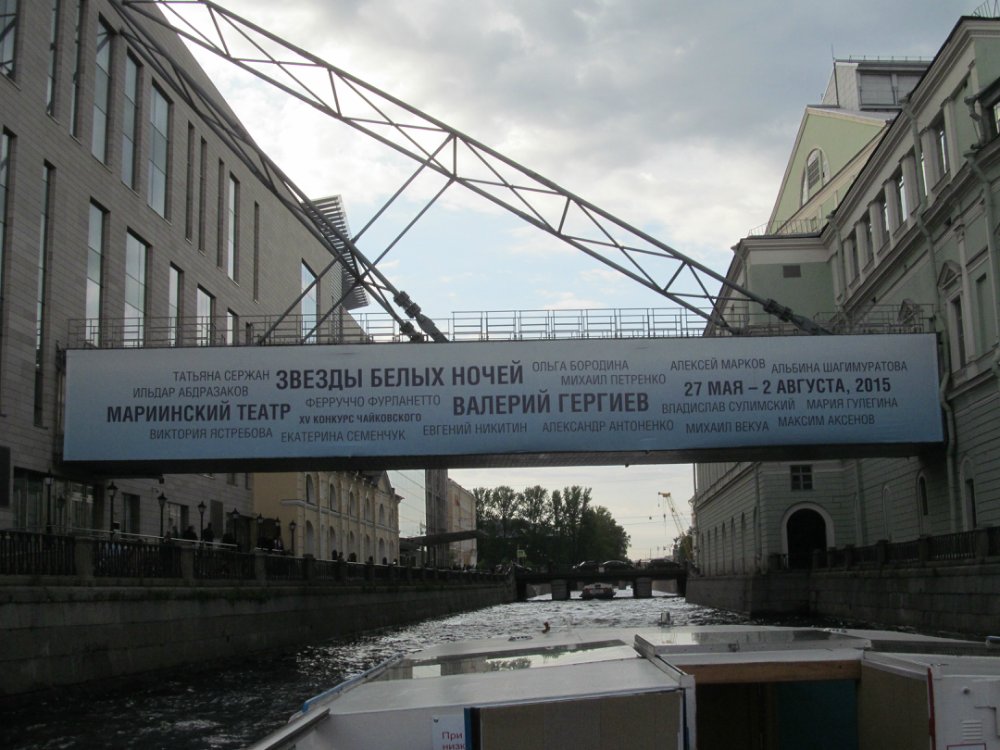 ТАТЬЯНА СЕРЖАН ЗВЕЗДЫ БЕЛЫХ НОЧЕЙ ОЛЬГА БОРОДИНА АЛЕКСЕЙ МАРКОВ АЛЬБИНА ШАГИМУРАТОВА
ИЛЬДАР АБДРАЗАКОВ ФЕРРУЧЧО ФУРЛАНЕТТО МИХАИЛ ПЕТРЕНКО 27 МАЯ – 2 АВГУСТА, 2015
МАРИИНСКИЙ ТЕАТР XV КОНКУРС ЧАЙКОВСКОГО ВАЛЕРИЙ ГЕРГИЕВ ВЛАДИСЛАВ СУЛИМСКИЙ МАРИЯ ГУЛЕГИНА
ВИКТОРИЯ ЯСТРЕБОВА ЕКАТЕРИНА СЕМЕНЧУК ЕВГЕНИЙ НИКИТИН АЛЕКСАНДР АНТОНЕНКО МИХАИЛ ВЕКУА МАКСИМ АКСЕНОВ
При
низк